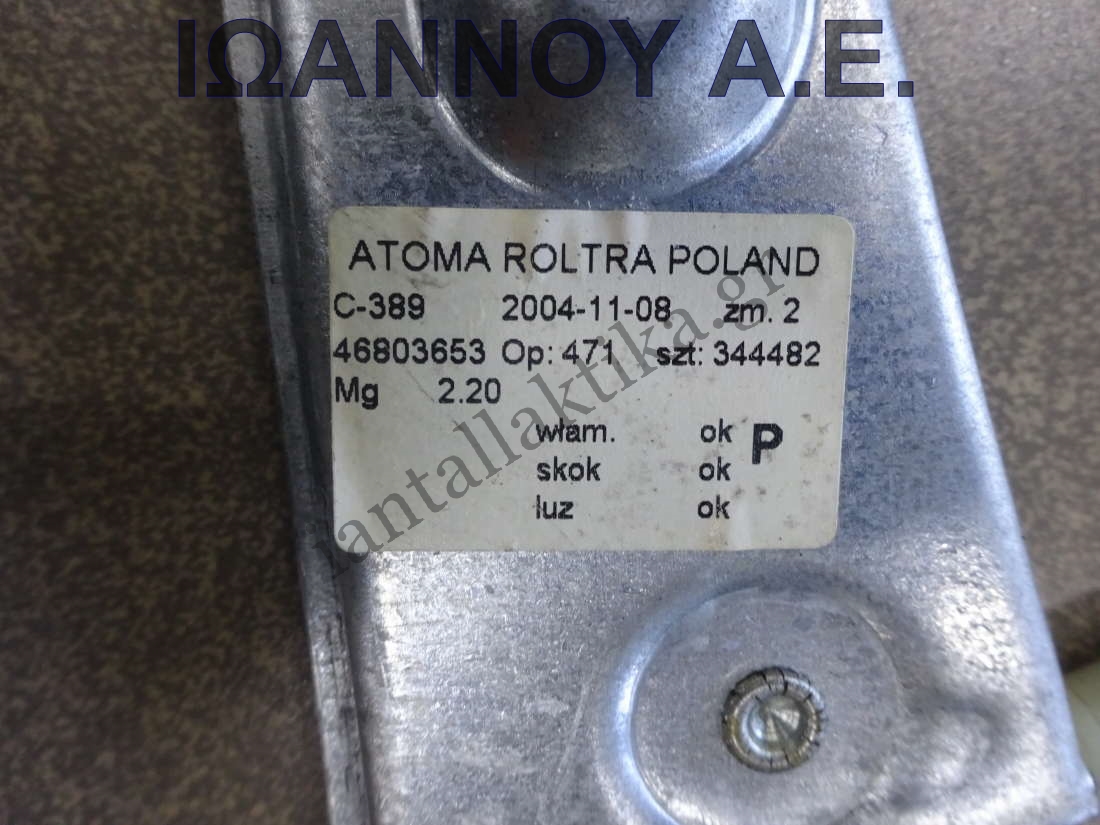 ΙΩΑΝΝΟΥ Α.Ε.
ATOMA ROLTRA POLAND
C-389 2004-11-08 zm. 2
46803653 Op: 471 szt: 344482
Mg 2.20
włam. ok P
skok ok
luz ok
antallaktika.gr